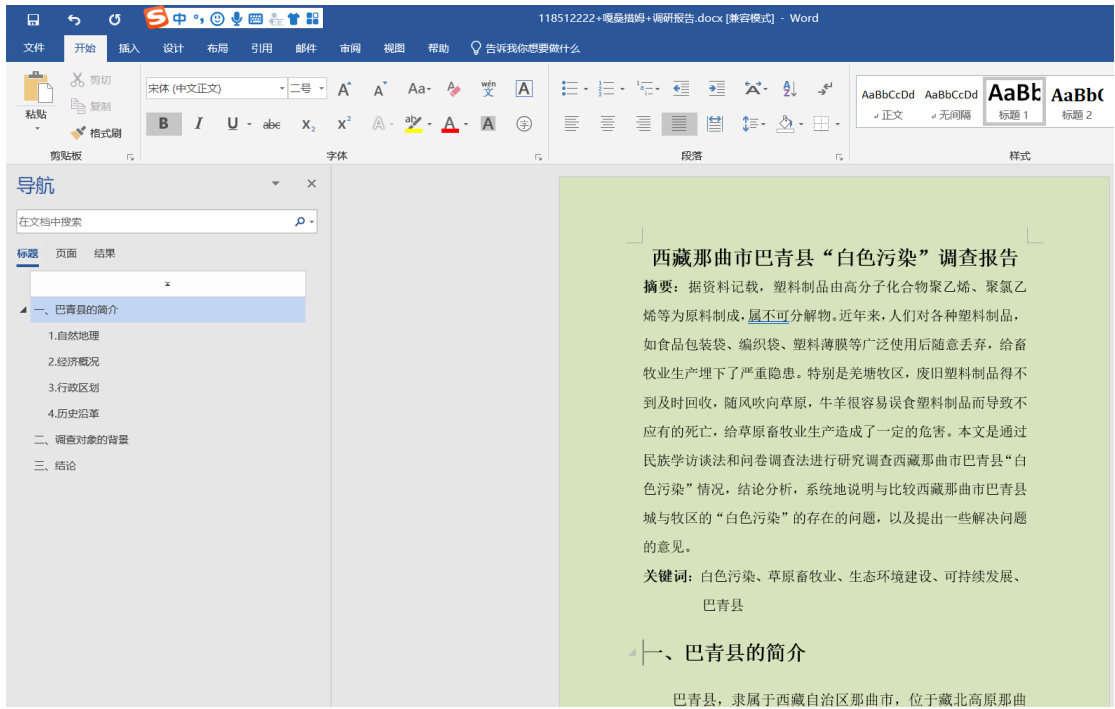 中
118512222+嘎燊措姆+调研报告.docx [兼容模式] - Word
文件 开始 插入 设计 布局 引用 邮件 审阅 视图 帮助 告诉我你想要做什么
粘贴
剪切
复制
格式刷
剪贴板
宋体 (中文正文) 二号 A A Aa wén 文 A
B I U abc X₂ X² A aby A A 字
字体
段落
AaBbCcDd AaBbCcDd AaBb AaBb(
正文 无间隔 标题 1 标题 2
样式
导航
在文档中搜索
标题 页面 结果
一、巴青县的简介
1.自然地理
2.经济概况
3.行政区划
4.历史沿革
二、调查对象的背景
三、结论
西藏那曲市巴青县“白色污染”调查报告
摘要：据资料记载，塑料制品由高分子化合物聚乙烯、聚氯乙
烯等为原料制成，属不可分解物。近年来，人们对各种塑料制品，
如食品包装袋、编织袋、塑料薄膜等广泛使用后随意丢弃，给畜
牧业生产埋下了严重隐患。特别是羌塘牧区，废旧塑料制品得不
到及时回收，随风吹向草原，牛羊很容易误食塑料制品而导致不
应有的死亡，给草原畜牧业生产造成了一定的危害。本文是通过
民族学访谈法和问卷调查法进行研究调查西藏那曲市巴青县“白
色污染”情况，结论分析，系统地说明与比较西藏那曲市巴青县
城与牧区的“白色污染”的存在的问题，以及提出一些解决问题
的意见。
关键词：白色污染、草原畜牧业、生态环境建设、可持续发展、
巴青县
一、巴青县的简介
巴青县，隶属于西藏自治区那曲市，位于藏北高原那曲